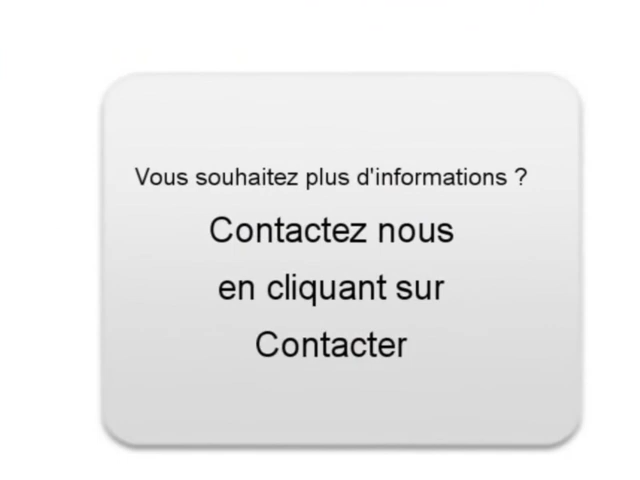 Vous souhaitez plus d'informations ?
Contactez nous
en cliquant sur
Contacter